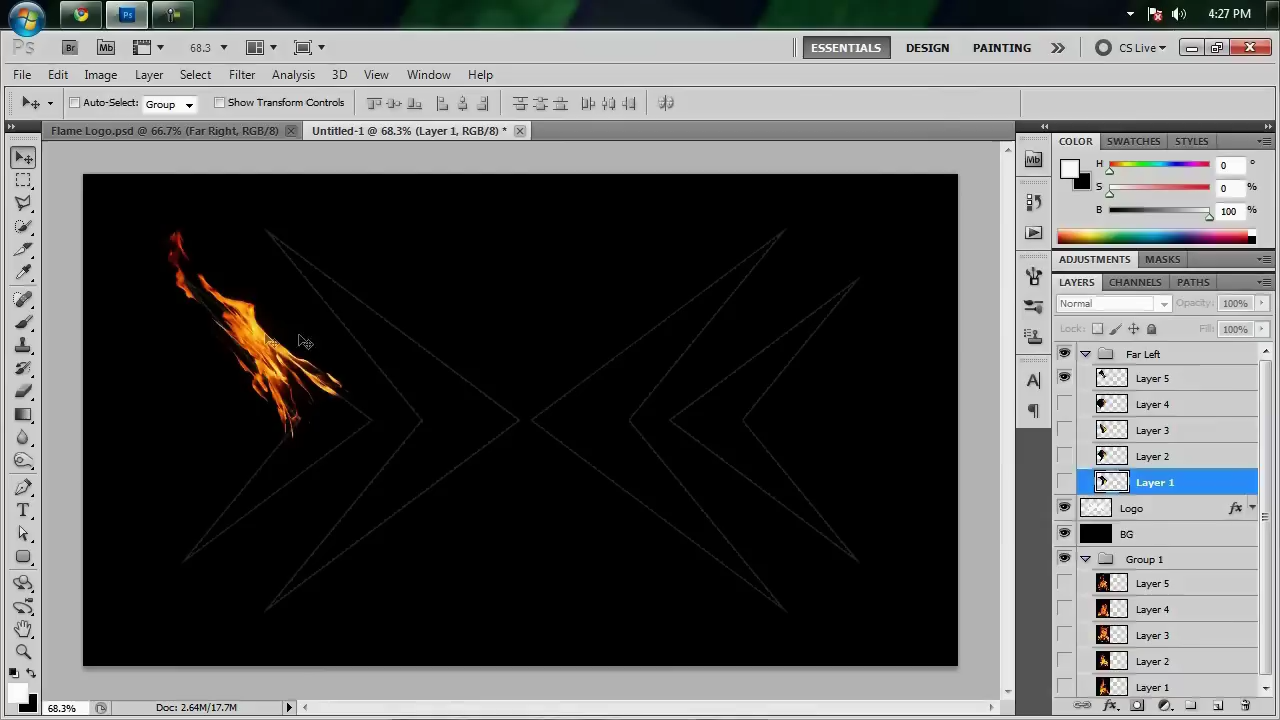 4:27 PM
Ps Br Mb 68.3 ESSENTIALS DESIGN PAINTING CS Live
File Edit Image Layer Select Filter Analysis 3D View Window Help
Auto-Select: Group Show Transform Controls
Flame Logo.psd @ 66.7% (Far Right, RGB/8) Untitled-1 @ 68.3% (Layer 1, RGB/8) *
COLOR SWATCHES STYLES
H 0 °
S 0 %
B 100 %
ADJUSTMENTS MASKS
LAYERS CHANNELS PATHS
Normal Opacity: 100%
Lock: Fill: 100%
Far Left
Layer 5
Layer 4
Layer 3
Layer 2
Layer 1
Logo fx
BG
Group 1
Layer 5
Layer 4
Layer 3
Layer 2
Layer 1
68.3% Doc: 2.64M/17.7M